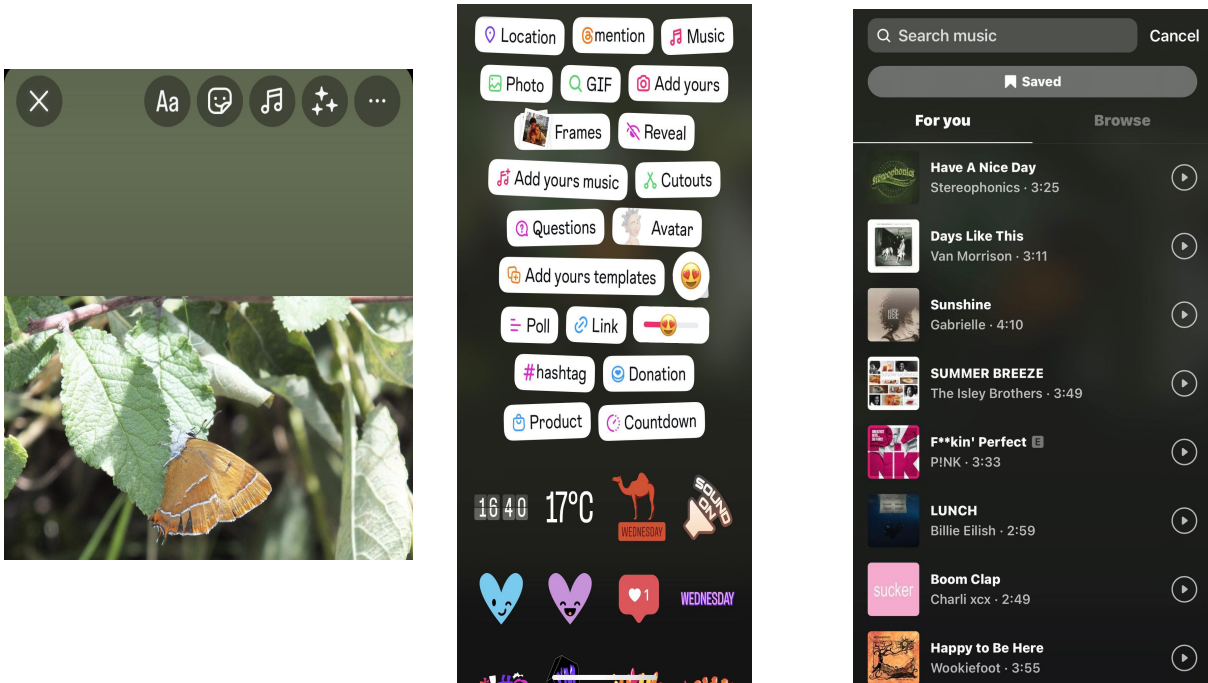 Aa
Location
@mention
Music
Photo
GIF
Add yours
Frames
Reveal
Add yours music
Cutouts
Questions
Avatar
Add yours templates
Poll
Link
#hashtag
Donation
Product
Countdown
16 40
17°C
WEDNESDAY
SOUND ON
1
WEDNESDAY
Search music
Cancel
Saved
For you
Browse
Stereophonics
Have A Nice Day
Stereophonics · 3:25
Days Like This
Van Morrison · 3:11
Sunshine
Gabrielle · 4:10
SUMMER BREEZE
The Isley Brothers · 3:49
P!NK
F**kin' Perfect E
P!NK · 3:33
LUNCH
Billie Eilish · 2:59
sucker
Boom Clap
Charli xcx · 2:49
Happy to Be Here
Wookiefoot · 3:55